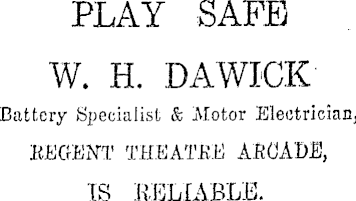 PLAY SAFE
W. H. DAWICK
Battery Specialist & Motor Electrician,
REGENT THEATRE ARCADE,
IS RELIABLE.